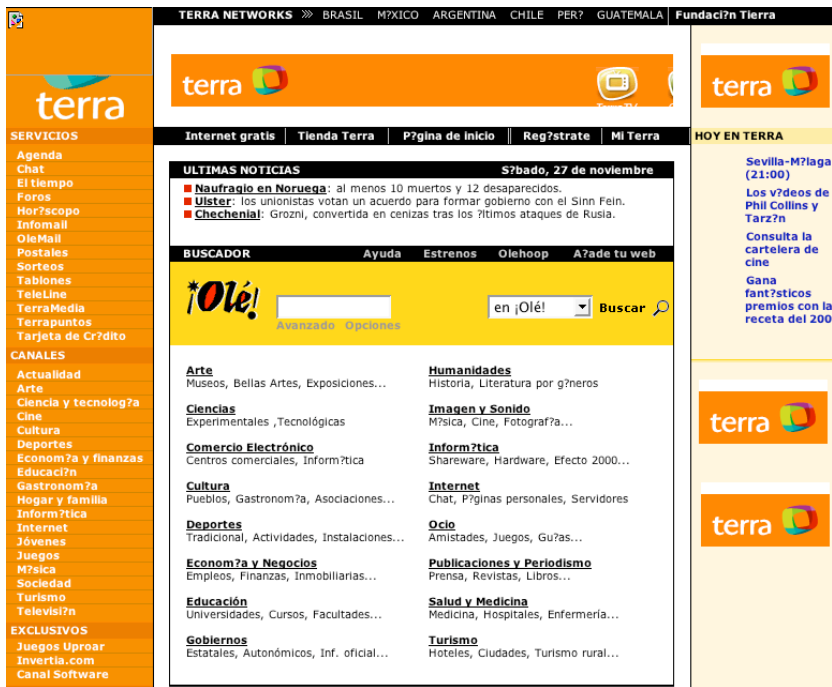 TERRA NETWORKS BRASIL M?XICO ARGENTINA CHILE PER? GUATEMALA Fundaci?n Tierra
terra
terra
terra
SERVICIOS
Agenda
Chat
El tiempo
Foros
Hor?scopo
Infomail
OleMail
Postales
Sorteos
Tablones
TeleLine
TerraMedia
Terrapuntos
Tarjeta de Cr?dito
CANALES
Actualidad
Arte
Ciencia y tecnolog?a
Cine
Cultura
Deportes
Econom?a y finanzas
Educaci?n
Gastronom?a
Hogar y familia
Inform?tica
Internet
Jóvenes
Juegos
M?sica
Sociedad
Turismo
Televisi?n
EXCLUSIVOS
Juegos Uproar
Invertia.com
Canal Software
Internet gratis Tienda Terra P?gina de inicio Reg?strate Mi Terra
ULTIMAS NOTICIAS S?bado, 27 de noviembre
Naufragio en Noruega: al menos 10 muertos y 12 desaparecidos.
Ulster: los unionistas votan un acuerdo para formar gobierno con el Sinn Fein.
Chechenial: Grozni, convertida en cenizas tras los ?ltimos ataques de Rusia.
BUSCADOR Ayuda Estrenos Olehoop A?ade tu web
¡Olé! en ¡Olé! Buscar
Avanzado Opciones
Arte
Museos, Bellas Artes, Exposiciones...
Ciencias
Experimentales ,Tecnológicas
Comercio Electrónico
Centros comerciales, Inform?tica
Cultura
Pueblos, Gastronom?a, Asociaciones...
Deportes
Tradicional, Actividades, Instalaciones...
Econom?a y Negocios
Empleos, Finanzas, Inmobiliarias...
Educación
Universidades, Cursos, Facultades...
Gobiernos
Estatales, Autonómicos, Inf. oficial...
Humanidades
Historia, Literatura por g?neros
Imagen y Sonido
M?sica, Cine, Fotograf?a...
Inform?tica
Shareware, Hardware, Efecto 2000...
Internet
Chat, P?ginas personales, Servidores
Ocio
Amistades, Juegos, Gu?as...
Publicaciones y Periodismo
Prensa, Revistas, Libros...
Salud y Medicina
Medicina, Hospitales, Enfermería...
Turismo
Hoteles, Ciudades, Turismo rural...
HOY EN TERRA
Sevilla-M?laga
(21:00)
Los v?deos de
Phil Collins y
Tarz?n
Consulta la
cartelera de
cine
Gana
fant?sticos
premios con la
receta del 200
terra
terra